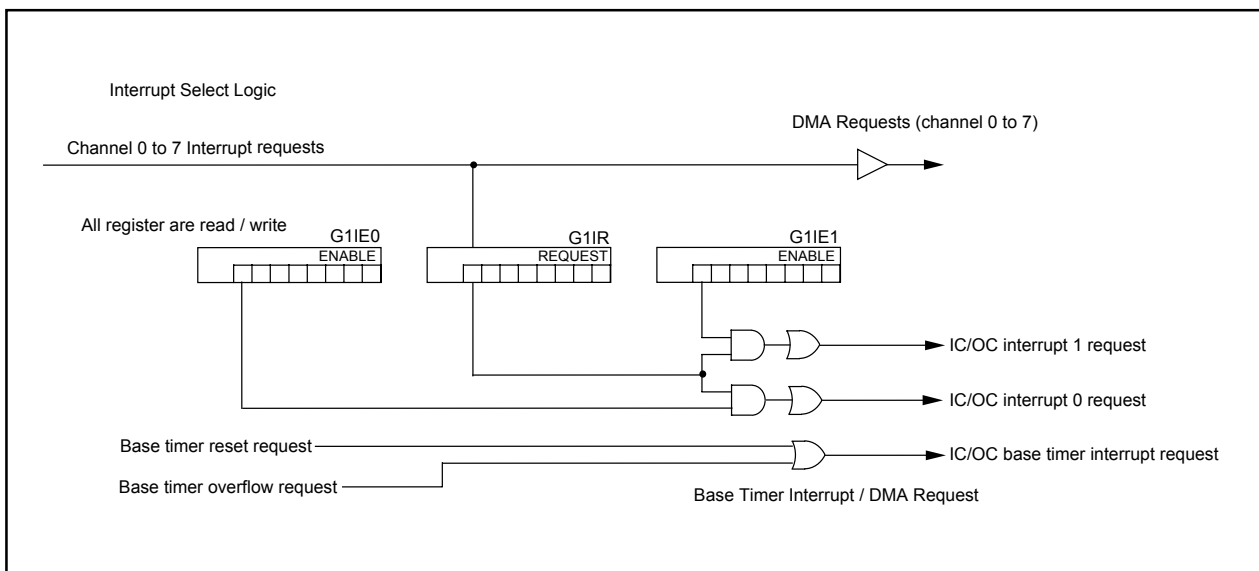 Interrupt Select Logic
DMA Requests (channel 0 to 7)
Channel 0 to 7 Interrupt requests
All register are read / write
G1IE0
ENABLE
G1IR
REQUEST
G1IE1
ENABLE
IC/OC interrupt 1 request
IC/OC interrupt 0 request
Base timer reset request
IC/OC base timer interrupt request
Base timer overflow request
Base Timer Interrupt / DMA Request